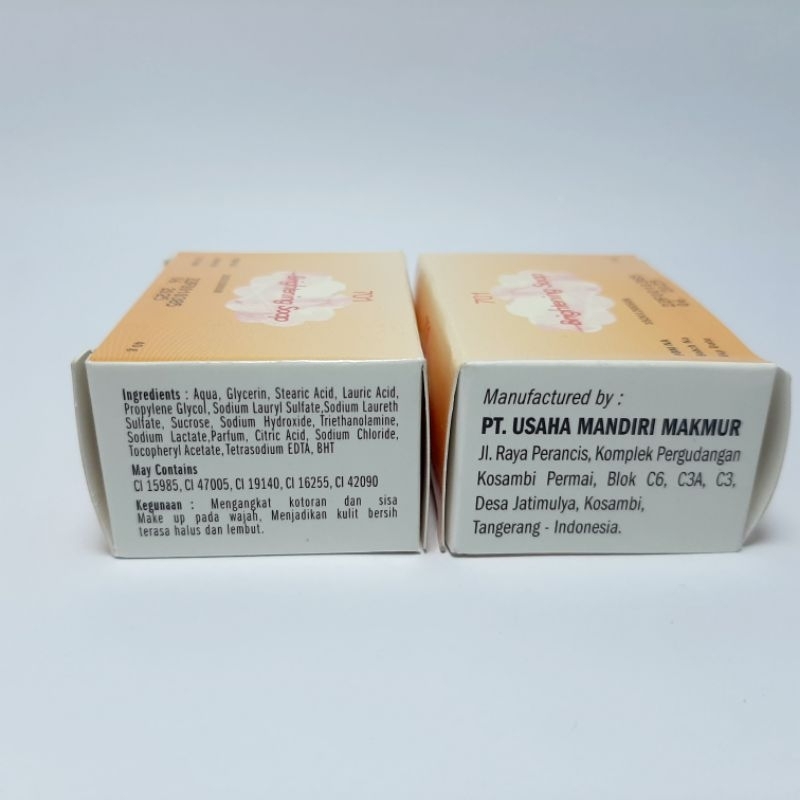 Ingredients : Aqua, Glycerin, Stearic Acid, Lauric Acid,
Propylene Glycol, Sodium Lauryl Sulfate,Sodium Laureth
Sulfate, Sucrose, Sodium Hydroxide, Triethanolamine,
Sodium Lactate,Parfum, Citric Acid, Sodium Chloride,
Tocopheryl Acetate,Tetrasodium EDTA, BHT
May Contains
CI 15985, CI 47005, CI 19140, CI 16255, CI 42090
Kegunaan : Mengangkat kotoran dan sisa
Make up pada wajah, Menjadikan kulit bersih
terasa halus dan lembut.
Brightening Soap
Manufactured by :
PT. USAHA MANDIRI MAKMUR
Jl. Raya Perancis, Komplek Pergudangan
Kosambi Permai, Blok C6, C3A, C3,
Desa Jatimulya, Kosambi,
Tangerang - Indonesia.
Brightening Soap